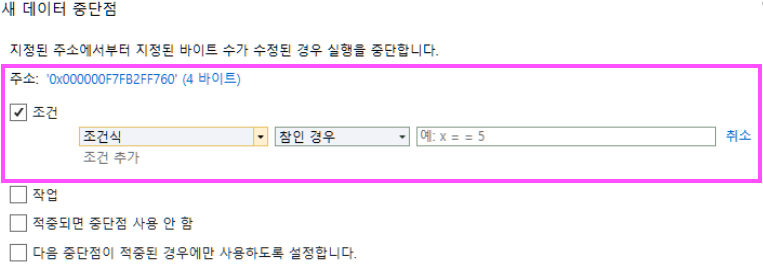 새 데이터 중단점
지정된 주소에서부터 지정된 바이트 수가 수정된 경우 실행을 중단합니다.
주소: '0x000000F7FB2FF760' (4 바이트)
조건
조건식 참인 경우 예: x = = 5 취소
조건 추가
작업
적중되면 중단점 사용 안 함
다음 중단점이 적중된 경우에만 사용하도록 설정합니다.